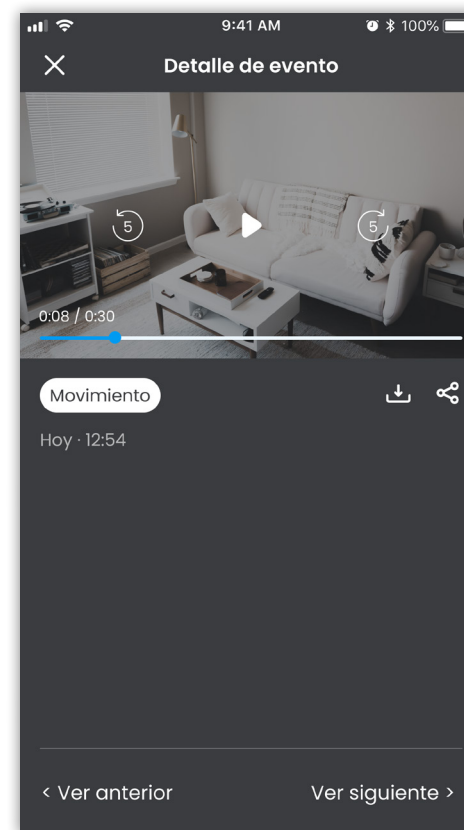 9:41 AM 100%
Detalle de evento
5 5
0:08 / 0:30
Movimiento
Hoy · 12:54
< Ver anterior Ver siguiente >